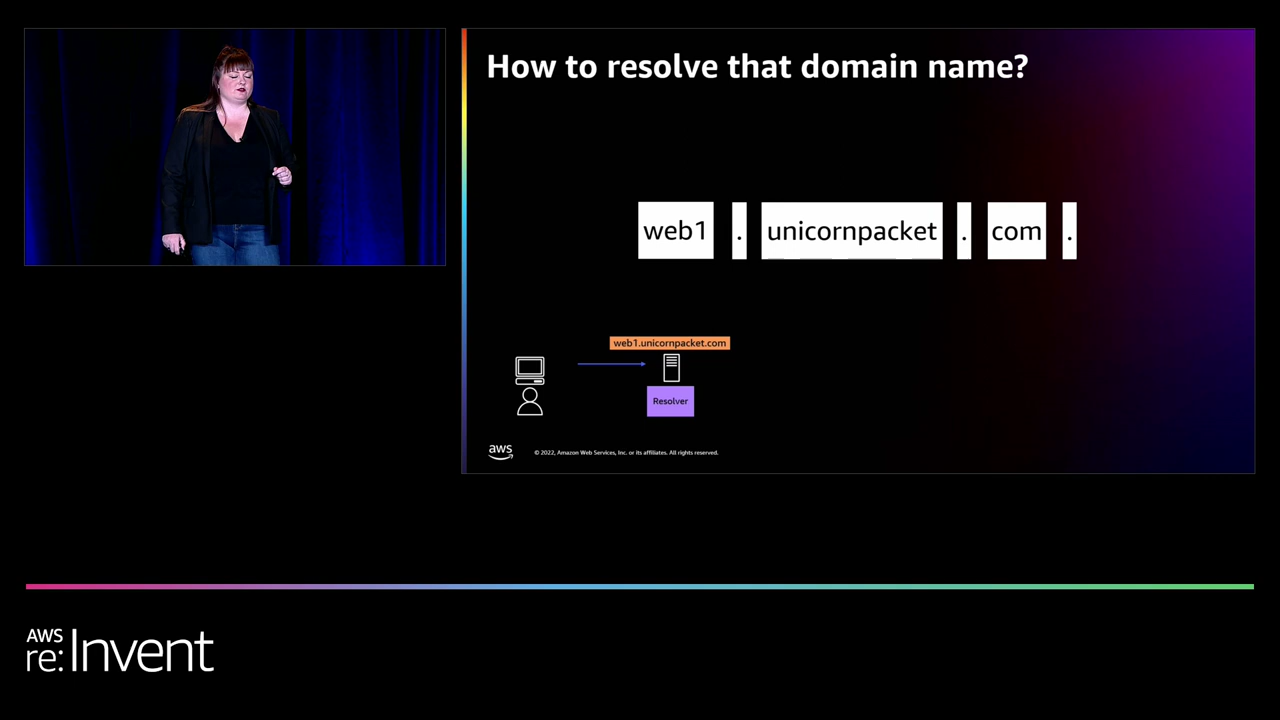 How to resolve that domain name?
web1 . unicornpacket . com .
web1.unicornpacket.com
Resolver
aws
© 2022, Amazon Web Services, Inc. or its affiliates. All rights reserved.
AWS
re:Invent